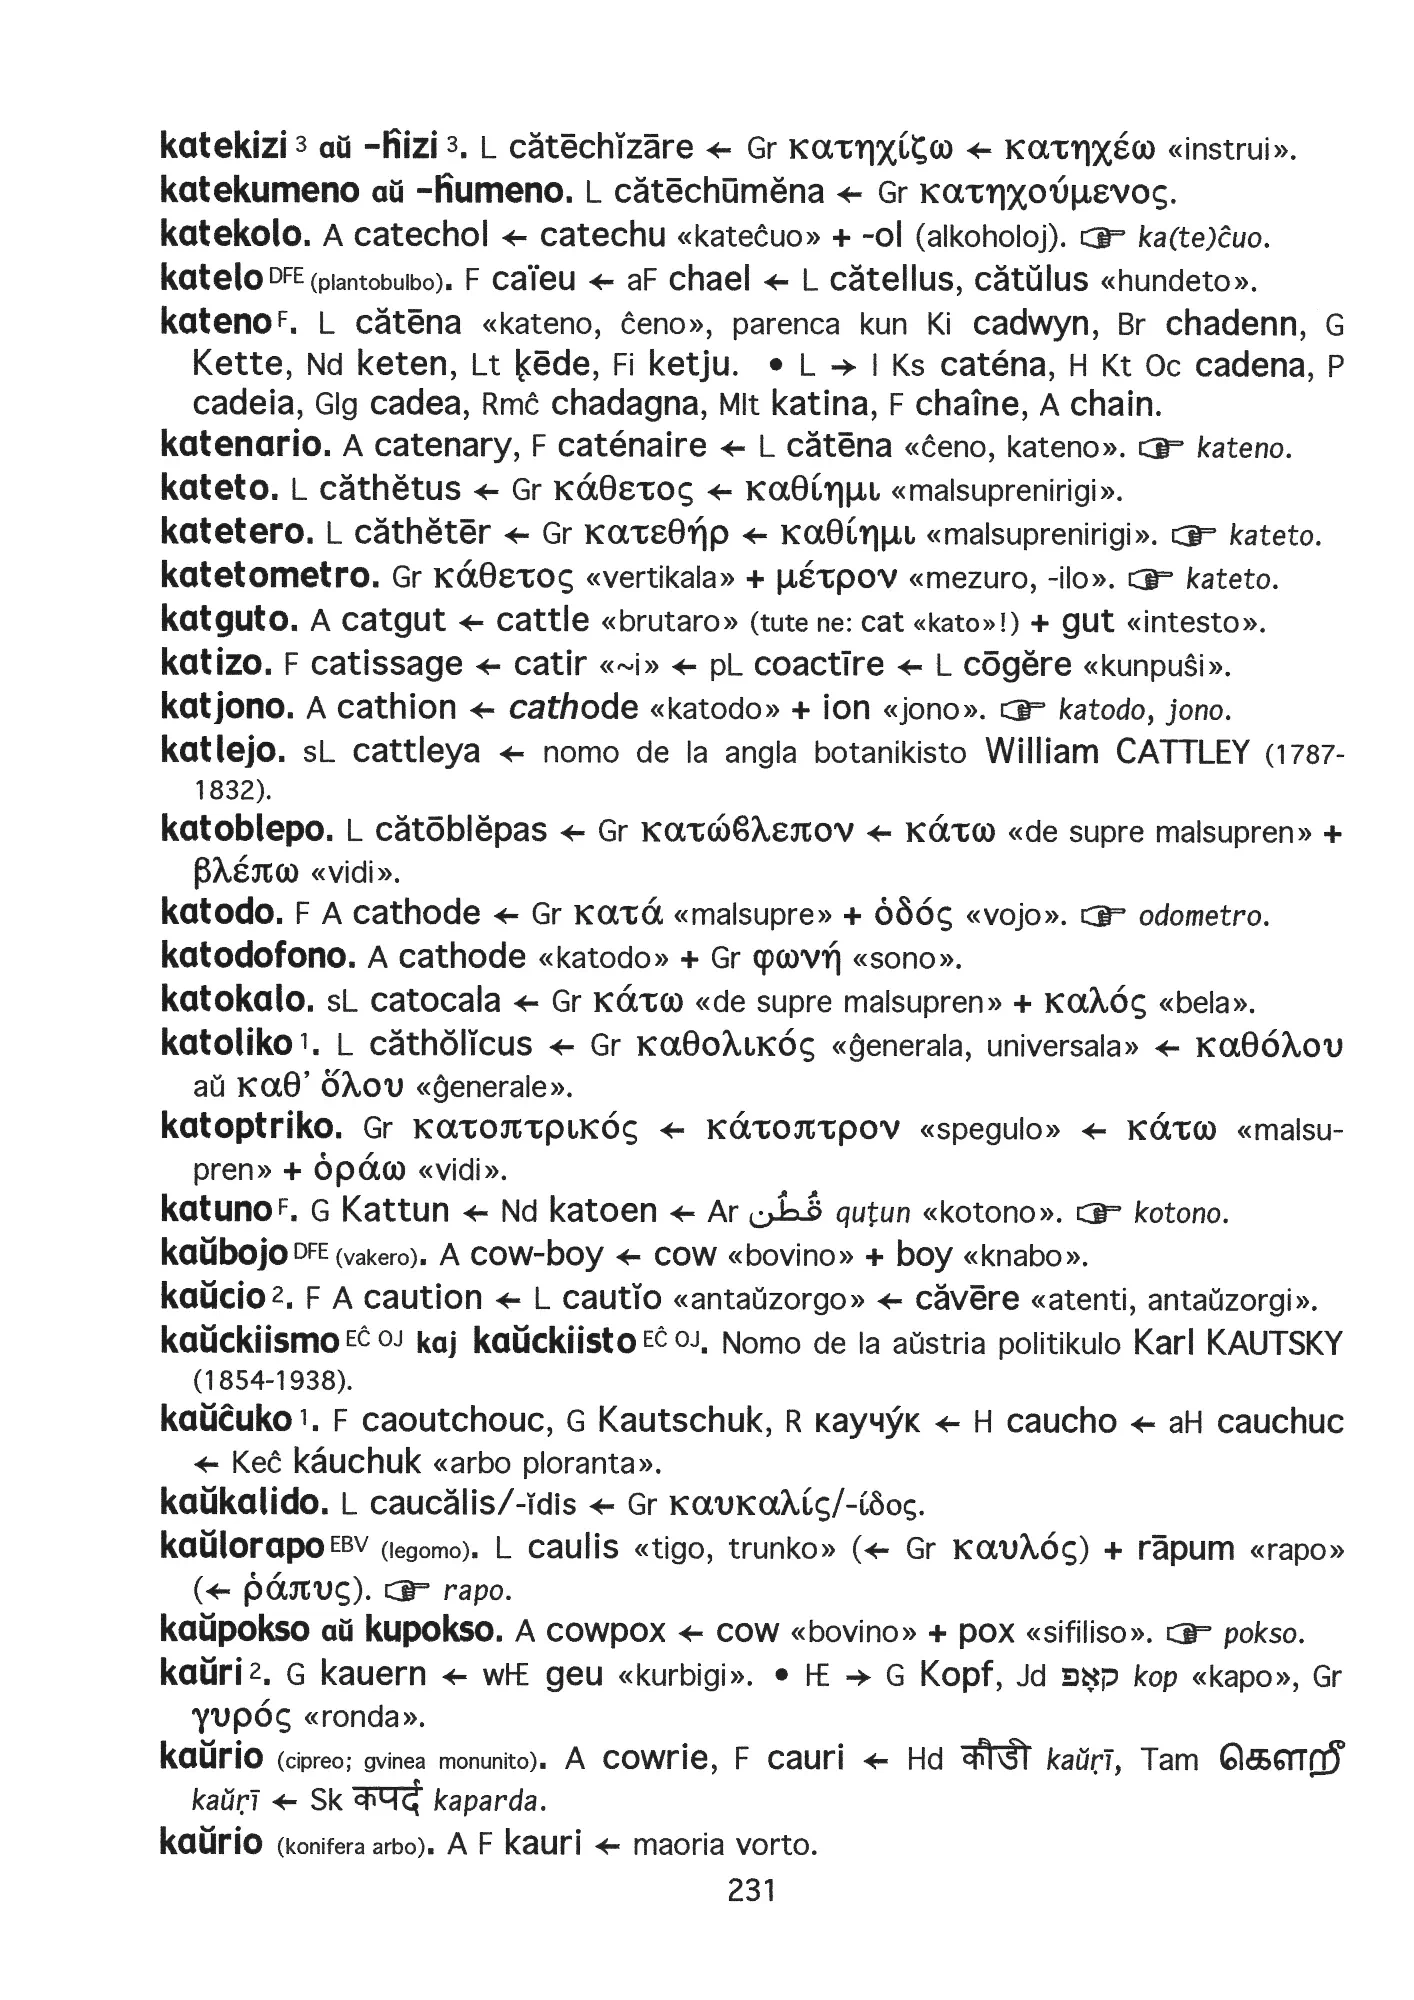 katekizi 3 aŭ -ĥizi 3. L cătēchĭzāre ← Gr κατηχίζω ← κατηχέω «instrui».
katekumeno aŭ -ĥumeno. L cătēchūmĕna ← Gr κατηχούμενος.
katekolo. A catechol ← catechu «kateĉuo» + -ol (alkoholoj). ☞ ka(te)ĉuo.
katelo DFE (plantobulbo). F caïeu ← aF chael ← L cătellus, cătŭlus «hundeto».
kateno F. L cătēna «kateno, ĉeno», parenca kun Ki cadwyn, Br chadenn, G
Kette, Nd keten, Lt ķēde, Fi ketju. • L → I Ks caténa, H Kt Oc cadena, P
cadeia, Glg cadea, Rmĉ chadagna, Mlt katina, F chaîne, A chain.
katenario. A catenary, F caténaire ← L cătēna «ĉeno, kateno». ☞ kateno.
kateto. L căthĕtus ← Gr κάθετος ← καθίημι «malsuprenirigi».
katetero. L căthĕtēr ← Gr κατεθήρ ← καθίημι «malsuprenirigi». ☞ kateto.
katetometro. Gr κάθετος «vertikala» + μέτρον «mezuro, -ilo». ☞ kateto.
katguto. A catgut ← cattle «brutaro» (tute ne: cat «kato»!) + gut «intesto».
katizo. F catissage ← catir «~i» ← pL coactīre ← L cōgĕre «kunpuŝi».
katjono. A cathion ← cathode «katodo» + ion «jono». ☞ katodo, jono.
katlejo. sL cattleya ← nomo de la angla botanikisto William CATTLEY (1787-
1832).
katoblepo. L cătōblĕpas ← Gr κατώϐλεπον ← κάτω «de supre malsupren» +
βλέπω «vidi».
katodo. F A cathode ← Gr κατά «malsupre» + ὁδός «vojo». ☞ odometro.
katodofono. A cathode «katodo» + Gr φωνή «sono».
katokalo. sL catocala ← Gr κάτω «de supre malsupren» + καλός «bela».
katoliko 1. L căthŏlĭcus ← Gr καθολικός «ĝenerala, universala» ← καθόλου
aŭ καθ’ ὅλου «ĝenerale».
katoptriko. Gr κατοπτρικός ← κάτοπτρον «spegulo» ← κάτω «malsu-
pren» + ὁράω «vidi».
katuno F. G Kattun ← Nd katoen ← Ar قُطُن quṭun «kotono». ☞ kotono.
kaŭbojo DFE (vakero). A cow-boy ← cow «bovino» + boy «knabo».
kaŭcio 2. F A caution ← L cautĭo «antaŭzorgo» ← căvēre «atenti, antaŭzorgi».
kaŭckiismo EĈ OJ kaj kaŭckiisto EĈ OJ. Nomo de la aŭstria politikulo Karl KAUTSKY
(1854-1938).
kaŭĉuko 1. F caoutchouc, G Kautschuk, R каучу́к ← H caucho ← aH cauchuc
← Keĉ káuchuk «arbo ploranta».
kaŭkalido. L caucălis/-ĭdis ← Gr καυκαλίς/-ίδος.
kaŭlorapo EBV (legomo). L caulis «tigo, trunko» (← Gr καυλός) + rāpum «rapo»
(← ῥάπυς). ☞ rapo.
kaŭpokso aŭ kupokso. A cowpox ← cow «bovino» + pox «sifiliso». ☞ pokso.
kaŭri 2. G kauern ← wIE geu «kurbigi». • IE → G Kopf, Jd קאָפּ kop «kapo», Gr
γυρός «ronda».
kaŭrio (cipreo; gvinea monunito). A cowrie, F cauri ← Hd कौड़ी kaŭṛī, Tam கௌரீ
kaŭṛī ← Sk कपर्द kaparda.
kaŭrio (konifera arbo). A F kauri ← maoria vorto.
231